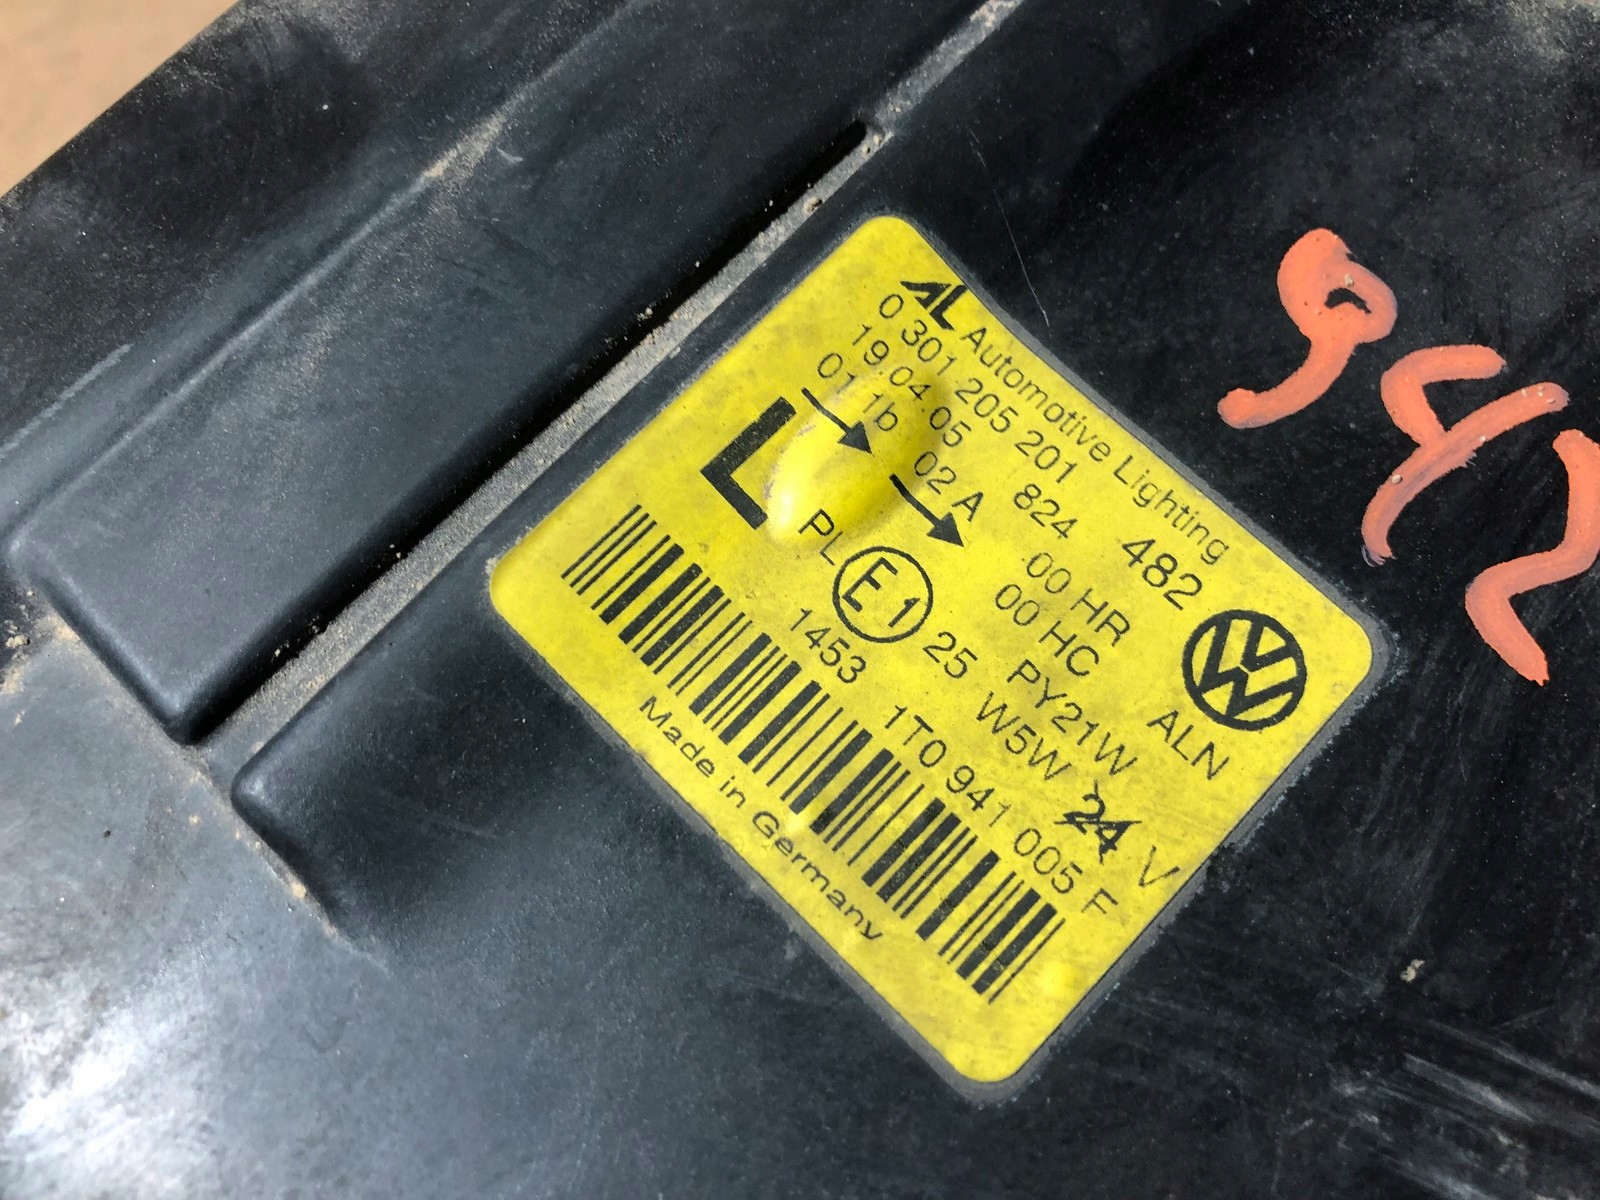 AL Automotive Lighting
0 301 205 201 824 482
19.04.05 00 HR
01 1b 02 A 00 HC
L PL E1 25 PY21W ALN
W5W 24 V
1453 1T0 941 005 F
Made in Germany
942